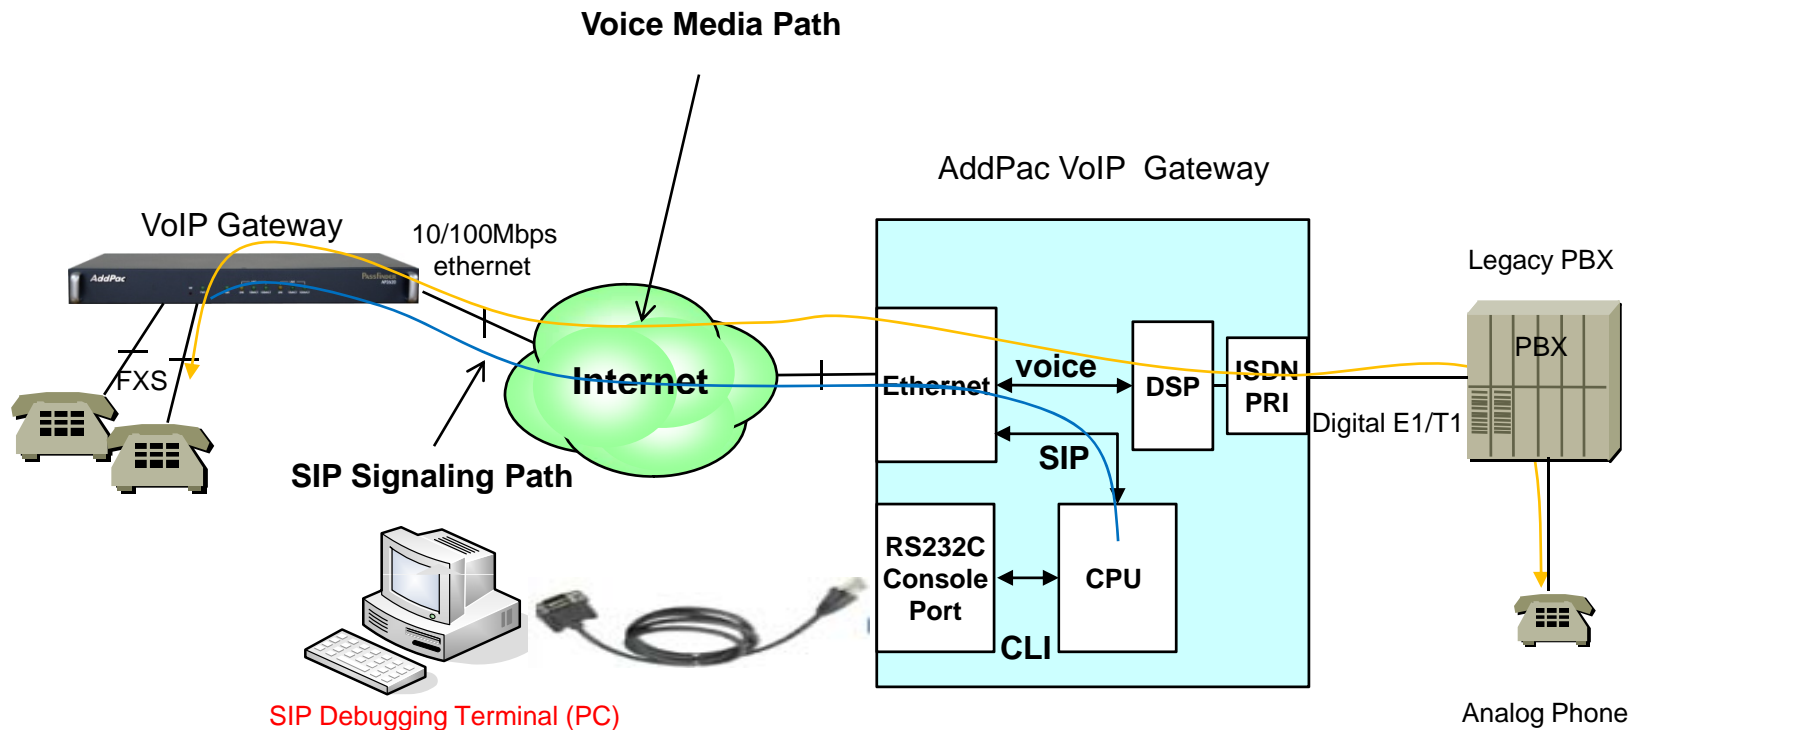 Voice Media Path
AddPac VoIP  Gateway
VoIP Gateway
10/100Mbps
ethernet
Legacy PBX
AddPac
PBX
FXS
Internet
Ethernet
voice
DSP
ISDN
PRI
Digital E1/T1
SIP
SIP Signaling Path
RS232C
Console
Port
CPU
CLI
SIP Debugging Terminal (PC)
Analog Phone